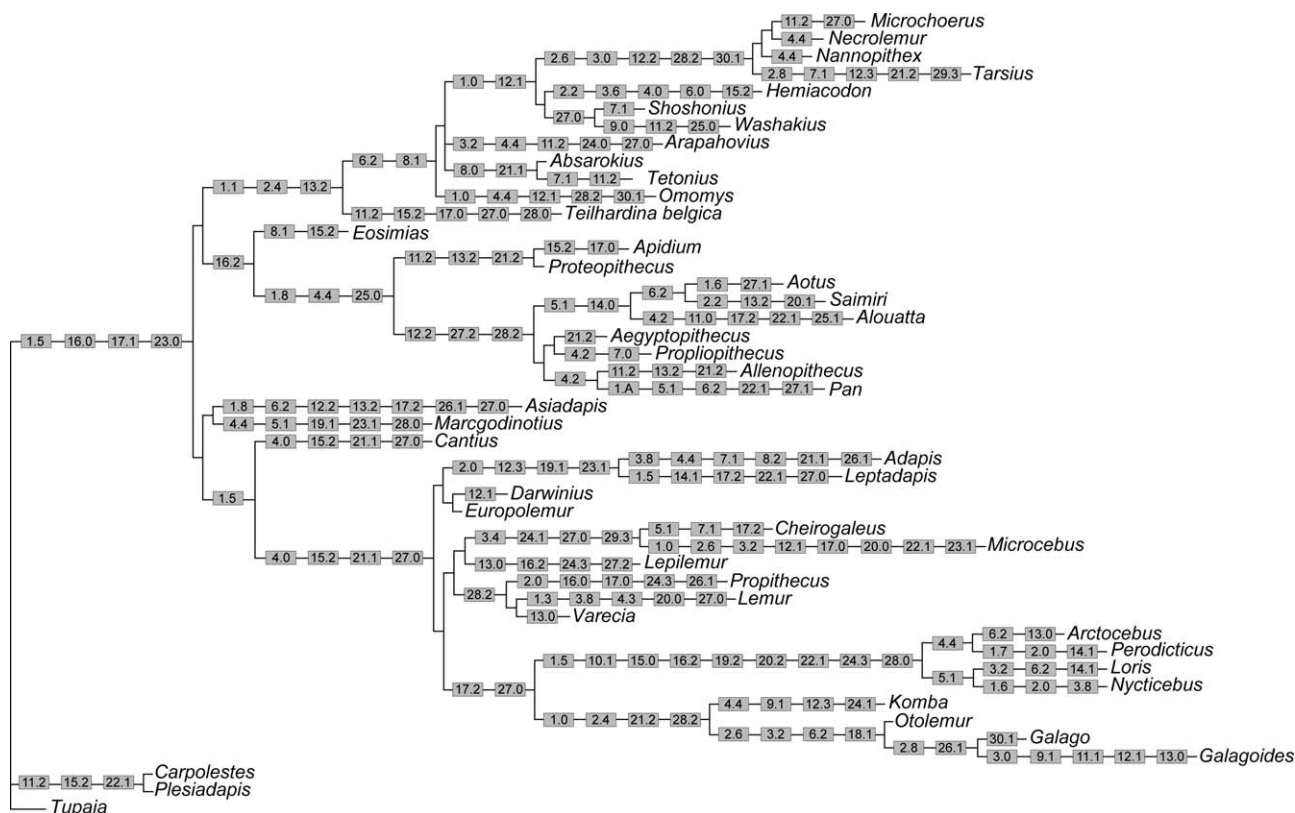 11.2 27.0 Microchoerus
4.4 Necrolemur
2.6 3.0 12.2 28.2 30.1 4.4 Nannopithex
2.8 7.1 12.3 21.2 29.3 Tarsius
1.0 12.1
2.2 3.6 4.0 6.0 15.2 Hemiacodon
7.1 Shoshonius
27.0
9.0 11.2 25.0 Washakius
3.2 4.4 11.2 24.0 27.0 Arapahovius
6.2 8.1
Absarokius
8.0 21.1
7.1 11.2 Tetonius
1.1 2.4 13.2
1.0 4.4 12.1 28.2 30.1 Omomys
11.2 15.2 17.0 27.0 28.0 Teilhardina belgica
8.1 15.2 Eosimias
15.2 17.0 Apidium
16.2 11.2 13.2 21.2
Proteopithecus
1.6 27.1 Aotus
6.2
1.8 4.4 25.0
2.2 13.2 20.1 Saimiri
5.1 14.0
4.2 11.0 17.2 22.1 25.1 Alouatta
12.2 27.2 28.2
21.2 Aegyptopithecus
1.5 16.0 17.1 23.0
4.2 7.0 Propliopithecus
11.2 13.2 21.2 Allenopithecus
4.2
1.A 5.1 6.2 22.1 27.1 Pan
1.8 6.2 12.2 13.2 17.2 26.1 27.0 Asiadapis
4.4 5.1 19.1 23.1 28.0 Marcgodinotius
4.0 15.2 21.1 27.0 Cantius
3.8 4.4 7.1 8.2 21.1 26.1 Adapis
2.0 12.3 19.1 23.1
1.5 14.1 17.2 22.1 27.0 Leptadapis
1.5
12.1 Darwinius
Europolemur
5.1 7.1 17.2 Cheirogaleus
3.4 24.1 27.0 29.3
1.0 2.6 3.2 12.1 17.0 20.0 22.1 23.1 Microcebus
4.0 15.2 21.1 27.0
13.0 16.2 24.3 27.2 Lepilemur
2.0 16.0 17.0 24.3 26.1 Propithecus
28.2
1.3 3.8 4.3 20.0 27.0 Lemur
13.0 Varecia
6.2 13.0 Arctocebus
4.4
1.7 2.0 14.1 Perodicticus
1.5 10.1 15.0 16.2 19.2 20.2 22.1 24.3 28.0
3.2 6.2 14.1 Loris
5.1
1.6 2.0 3.8 Nycticebus
17.2 27.0
4.4 9.1 12.3 24.1 Komba
1.0 2.4 21.2 28.2
Otolemur
2.6 3.2 6.2 18.1
30.1 Galago
2.8 26.1
3.0 9.1 11.1 12.1 13.0 Galagoides
Carpolestes
11.2 15.2 22.1
Plesiadapis
Tupaia